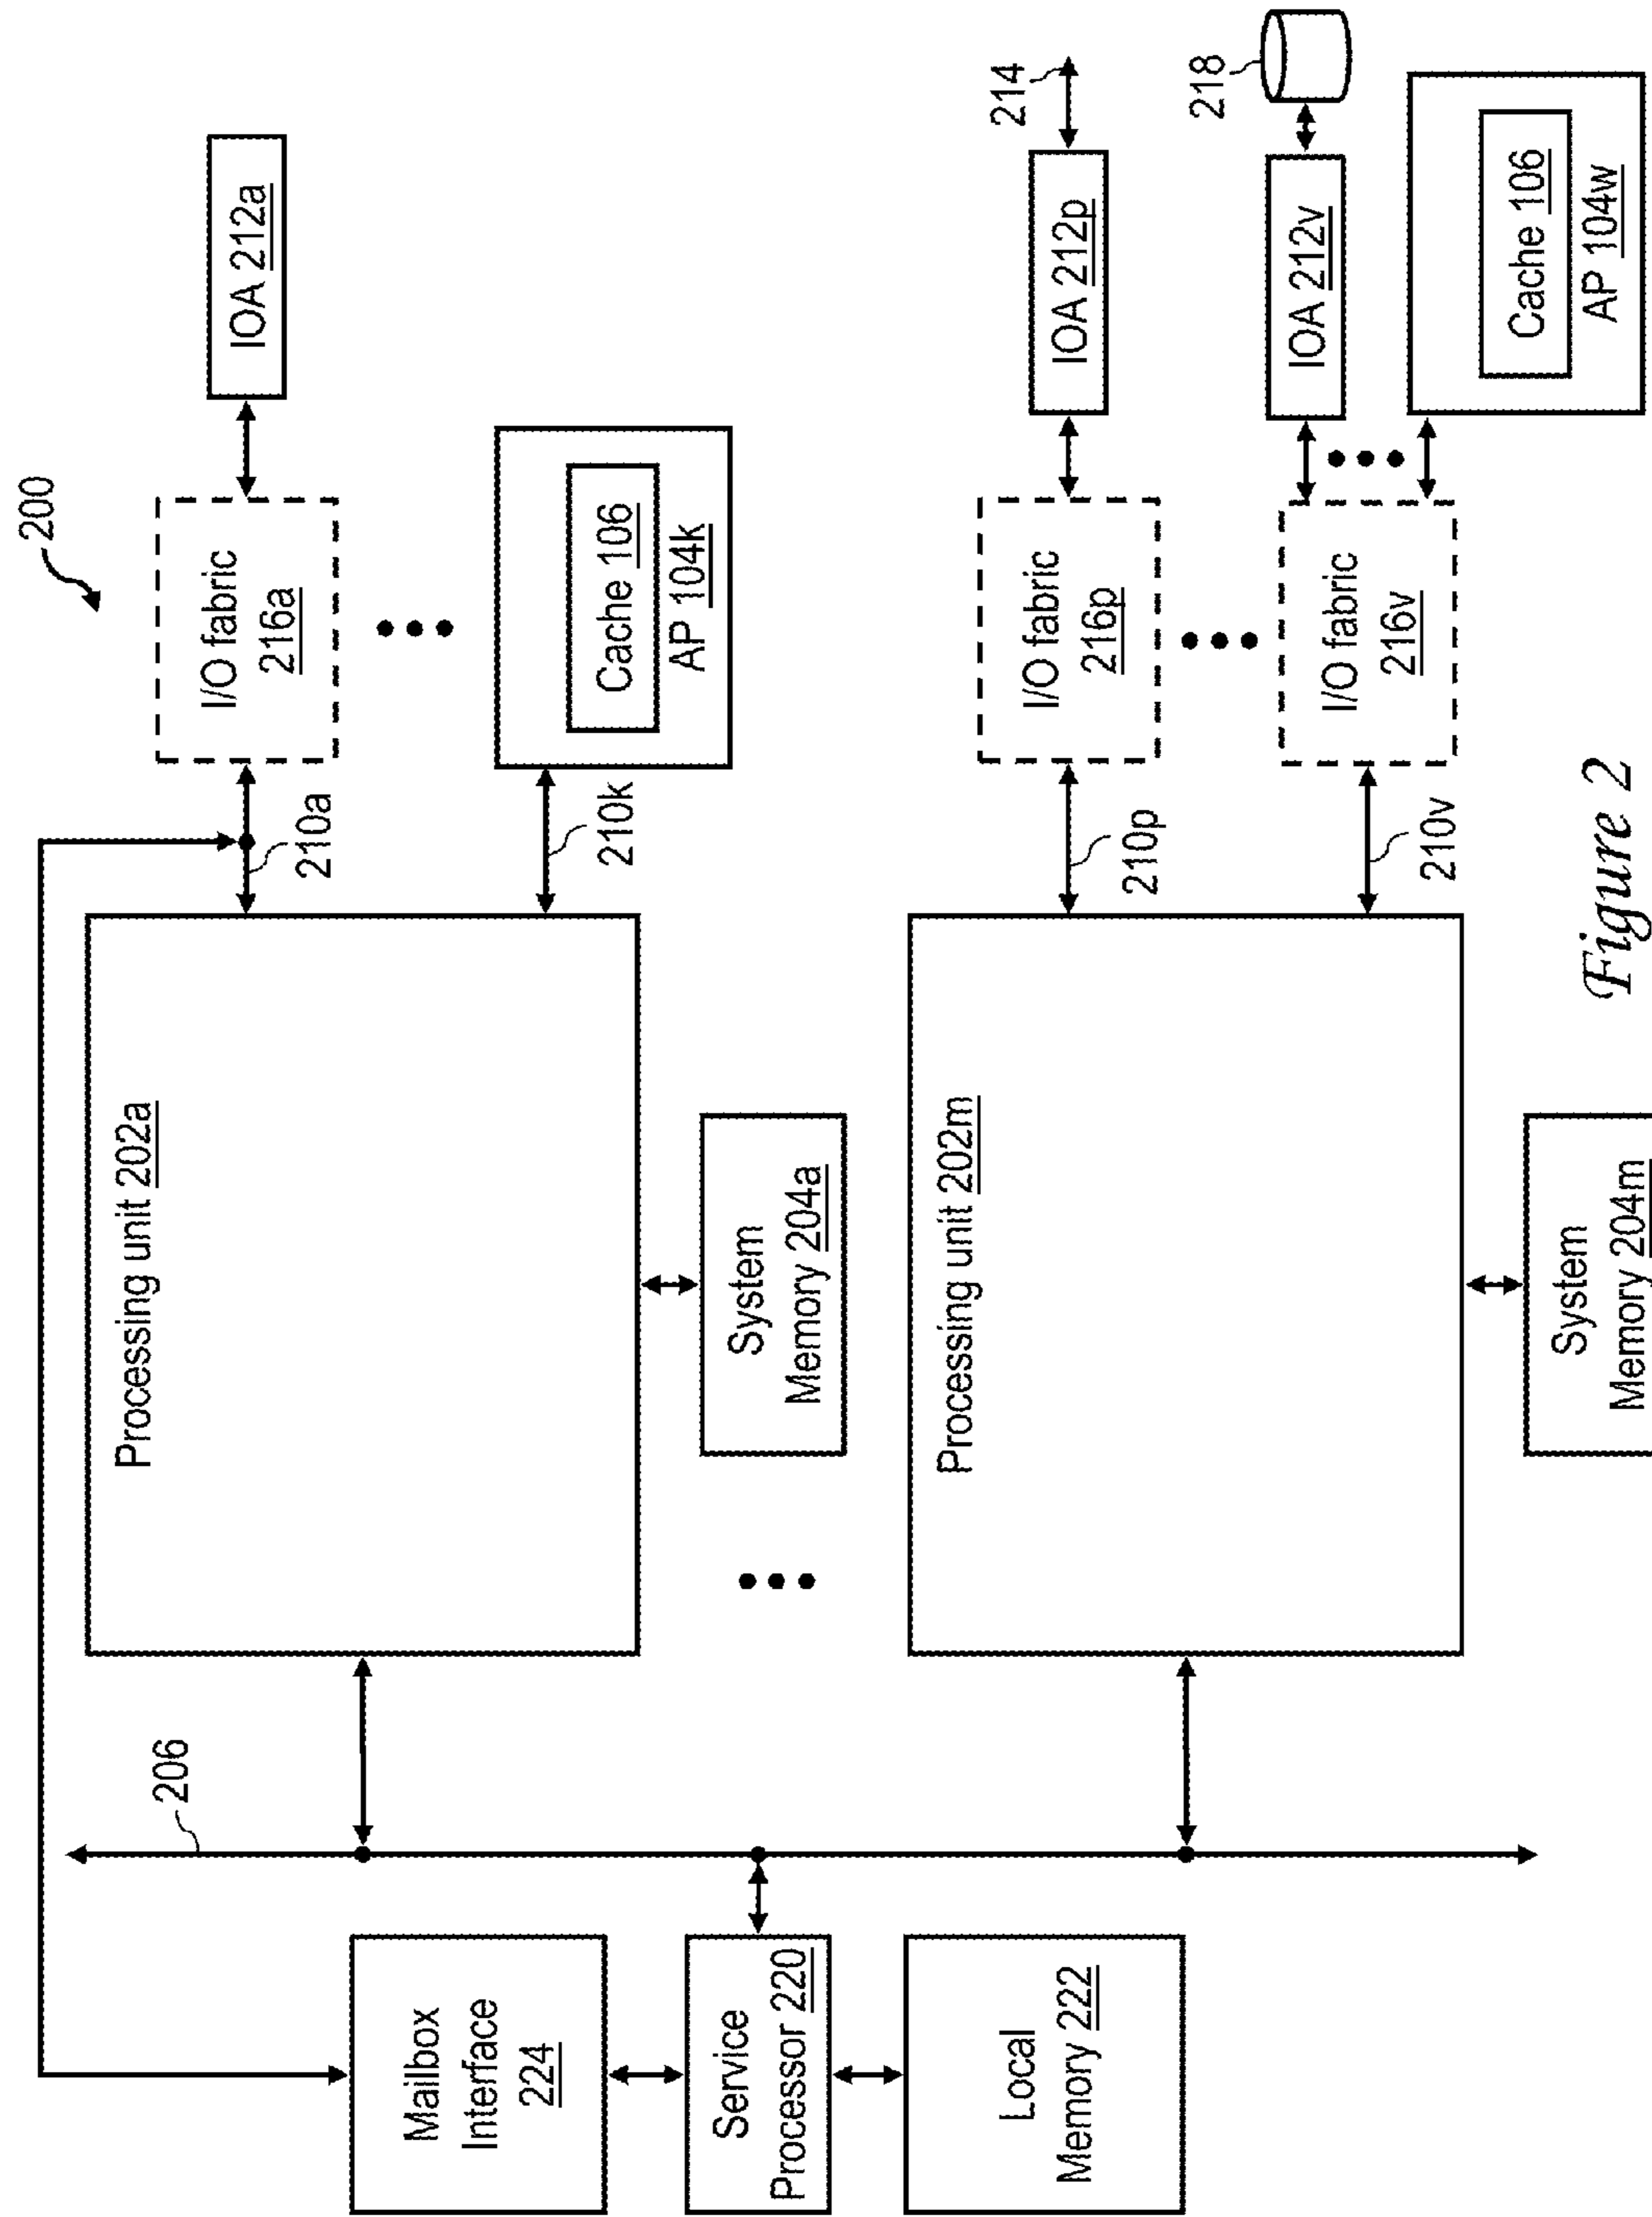 200
206
Mailbox
Interface
224
Service
Processor 220
Local
Memory 222
Processing unit 202a
System
Memory 204a
210a
210k
I/O fabric
216a
IOA 212a
Cache 106
AP 104k
Processing unit 202m
System
Memory 204m
210p
210v
I/O fabric
216p
IOA 212p
214
I/O fabric
216v
IOA 212v
218
Cache 106
AP 104w
Figure 2